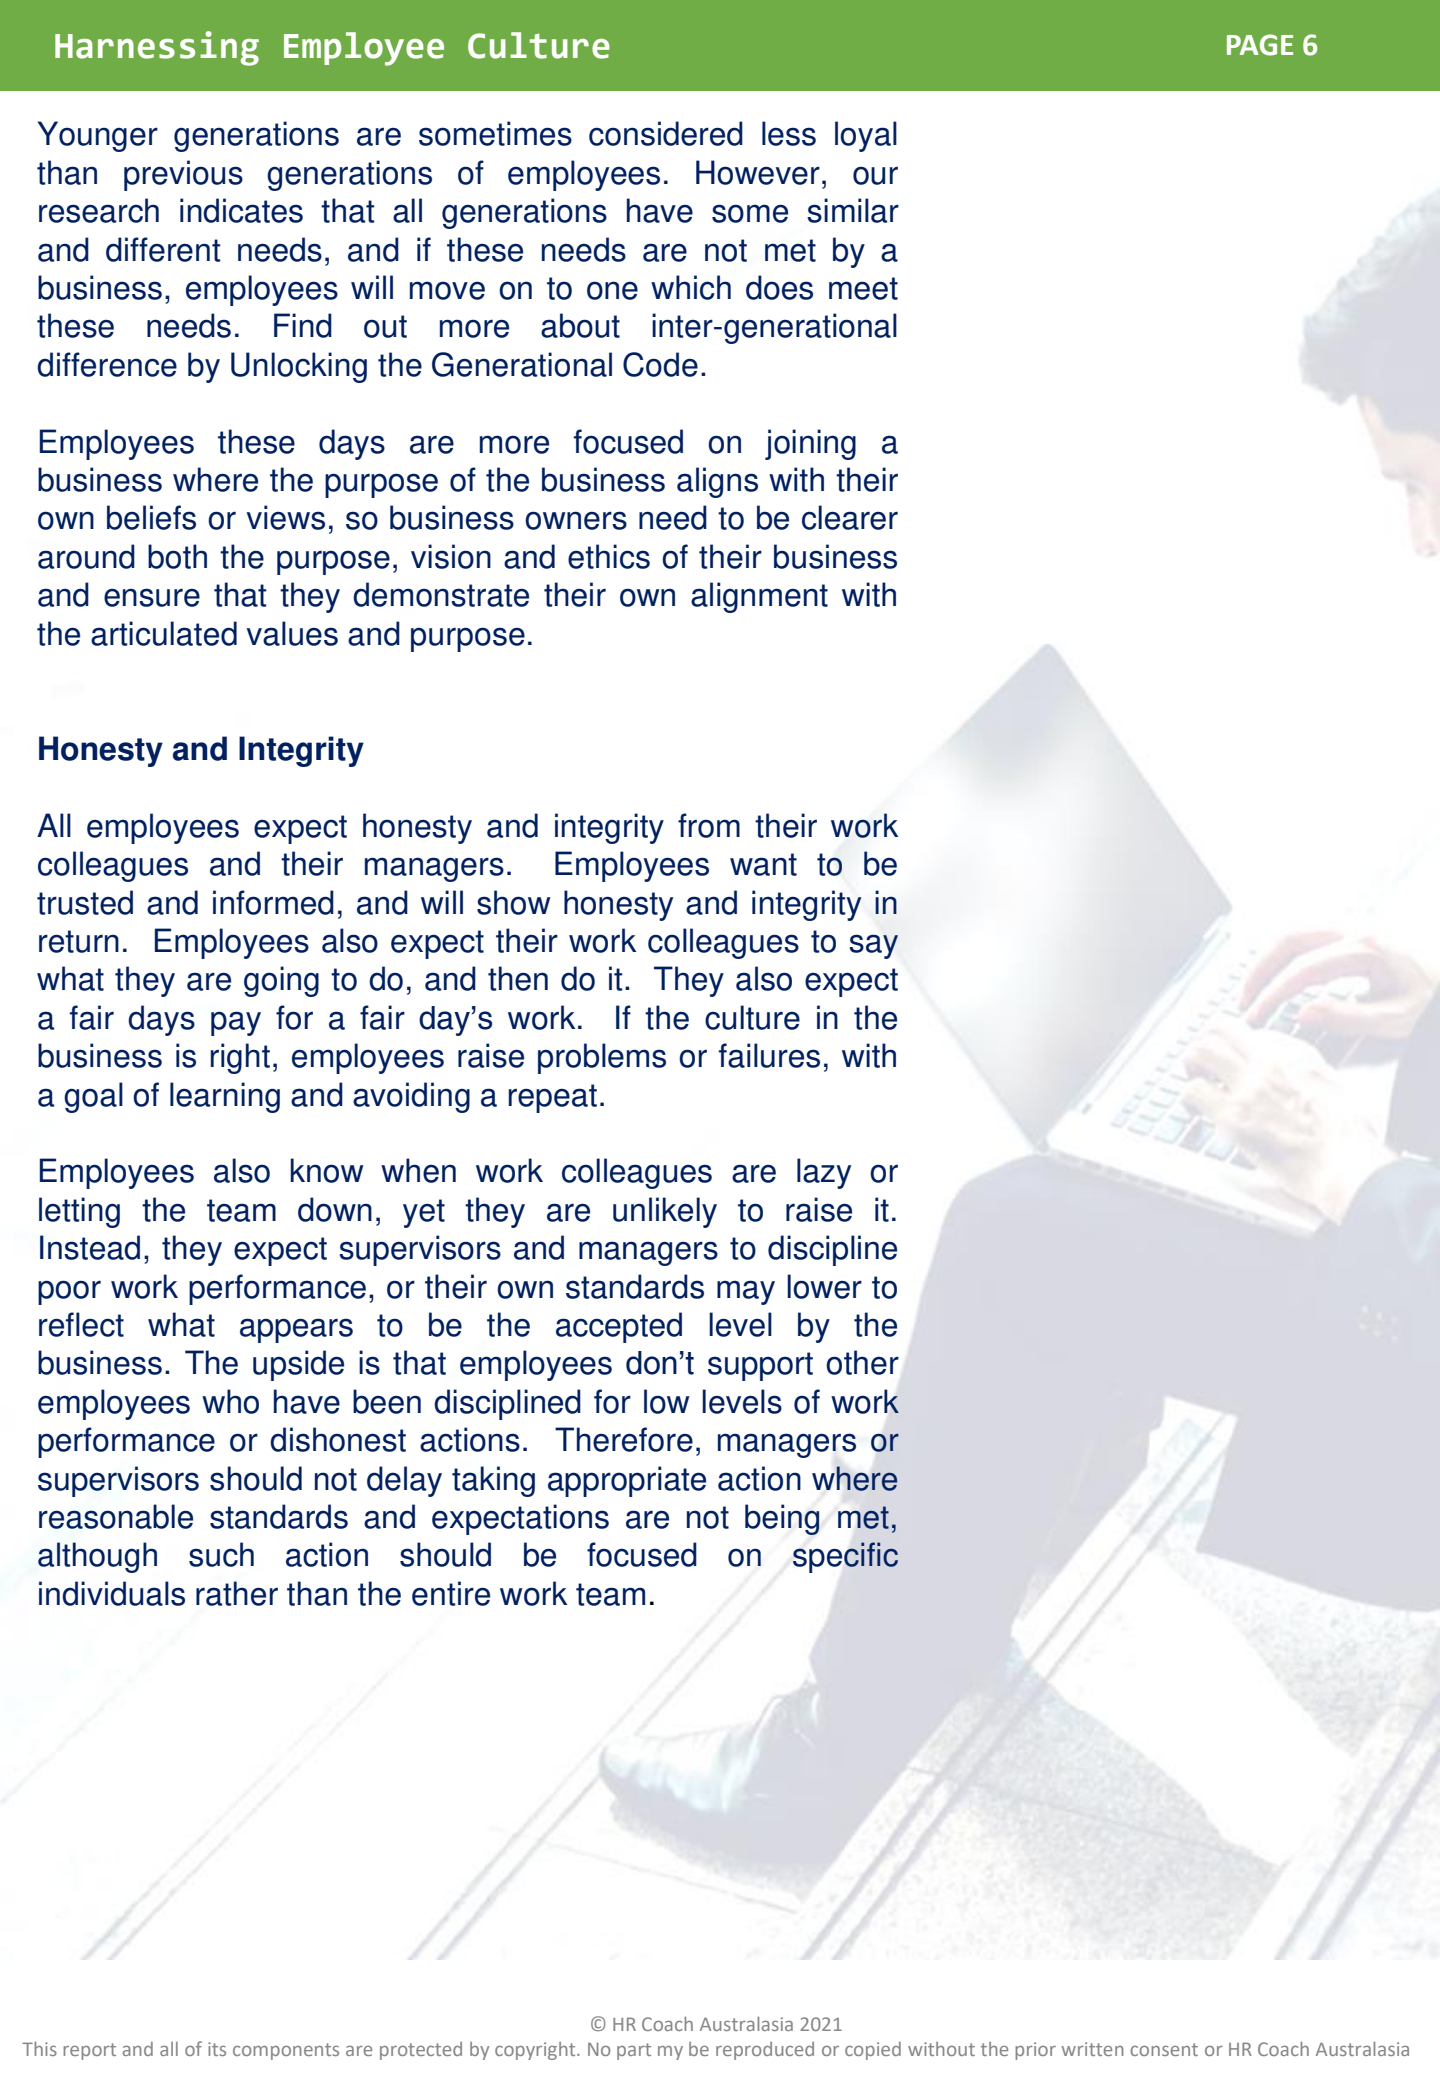 Harnessing Employee Culture
PAGE 6
Younger generations are sometimes considered less loyal
than previous generations of employees. However, our
research indicates that all generations have some similar
and different needs, and if these needs are not met by a
business, employees will move on to one which does meet
these needs. Find out more about inter-generational
difference by Unlocking the Generational Code.
Employees these days are more focused on joining a
business where the purpose of the business aligns with their
own beliefs or views, so business owners need to be clearer
around both the purpose, vision and ethics of their business
and ensure that they demonstrate their own alignment with
the articulated values and purpose.
Honesty and Integrity
All employees expect honesty and integrity from their work
colleagues and their managers. Employees want to be
trusted and informed, and will show honesty and integrity in
return. Employees also expect their work colleagues to say
what they are going to do, and then do it. They also expect
a fair days pay for a fair day’s work. If the culture in the
business is right, employees raise problems or failures, with
a goal of learning and avoiding a repeat.
Employees also know when work colleagues are lazy or
letting the team down, yet they are unlikely to raise it.
Instead, they expect supervisors and managers to discipline
poor work performance, or their own standards may lower to
reflect what appears to be the accepted level by the
business. The upside is that employees don’t support other
employees who have been disciplined for low levels of work
performance or dishonest actions. Therefore, managers or
supervisors should not delay taking appropriate action where
reasonable standards and expectations are not being met,
although such action should be focused on specific
individuals rather than the entire work team.
© HR Coach Australasia 2021
This report and all of its components are protected by copyright. No part my be reproduced or copied without the prior written consent or HR Coach Australasia